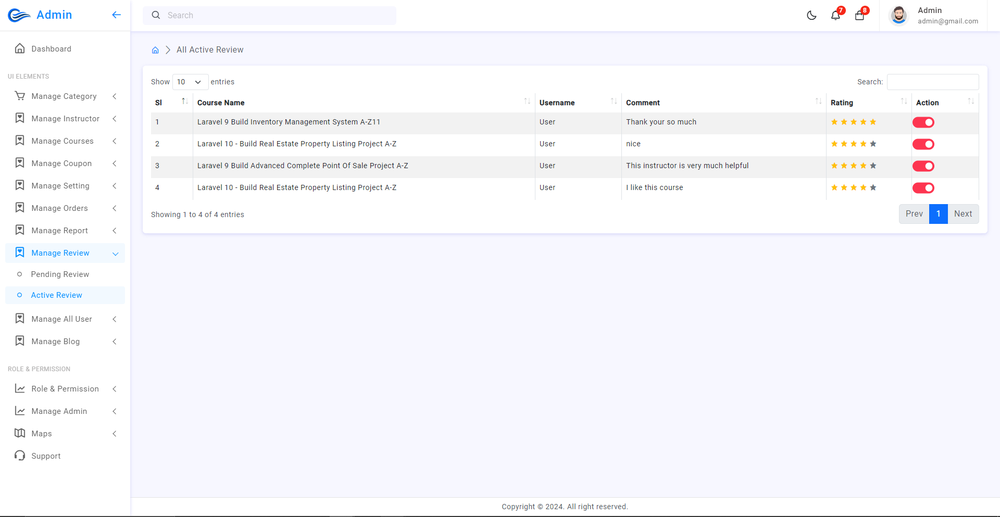 Admin
Search
7
8
Admin
admin@gmail.com
Dashboard
UI ELEMENTS
Manage Category
Manage Instructor
Manage Courses
Manage Coupon
Manage Setting
Manage Orders
Manage Report
Manage Review
Pending Review
Active Review
Manage All User
Manage Blog
ROLE & PERMISSION
Role & Permission
Manage Admin
Maps
Support
All Active Review
Show 10 entries
Search:
Sl Course Name Username Comment Rating Action
1 Laravel 9 Build Inventory Management System A-Z11 User Thank your so much
2 Laravel 10 - Build Real Estate Property Listing Project A-Z User nice
3 Laravel 9 Build Advanced Complete Point Of Sale Project A-Z User This instructor is very much helpful
4 Laravel 10 - Build Real Estate Property Listing Project A-Z User I like this course
Showing 1 to 4 of 4 entries
Prev 1 Next
Copyright © 2024. All right reserved.